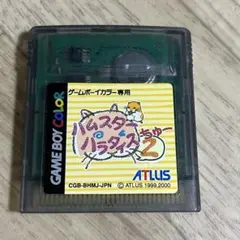 ゲームボーイカラー専用
GAME BOY COLOR
ハムスター
パラダイス
ちゅー
2
ATLUS
CGB-BHMJ-JPN
© ATLUS 1999,2000